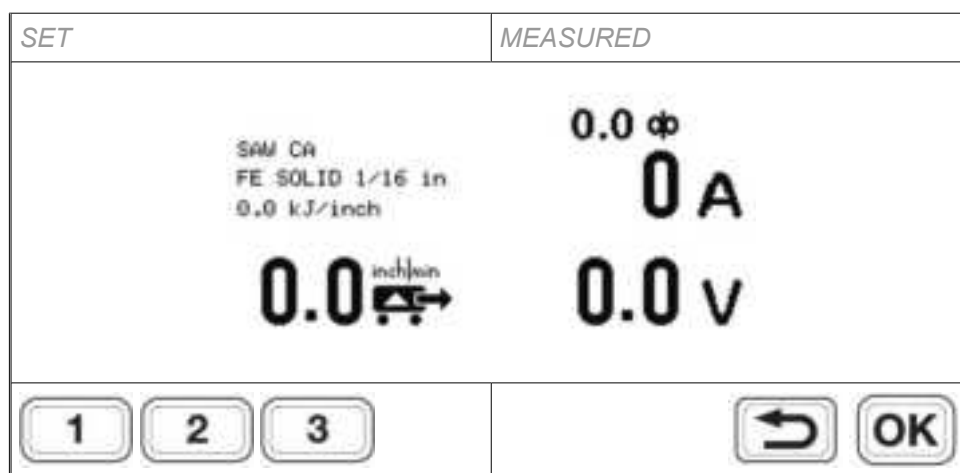 SET MEASURED
0.0
0 A
SAW CA
FE SOLID 1/16 in
0.0 kJ/inch
0.0 inch/min
0.0 V
1 2 3 OK